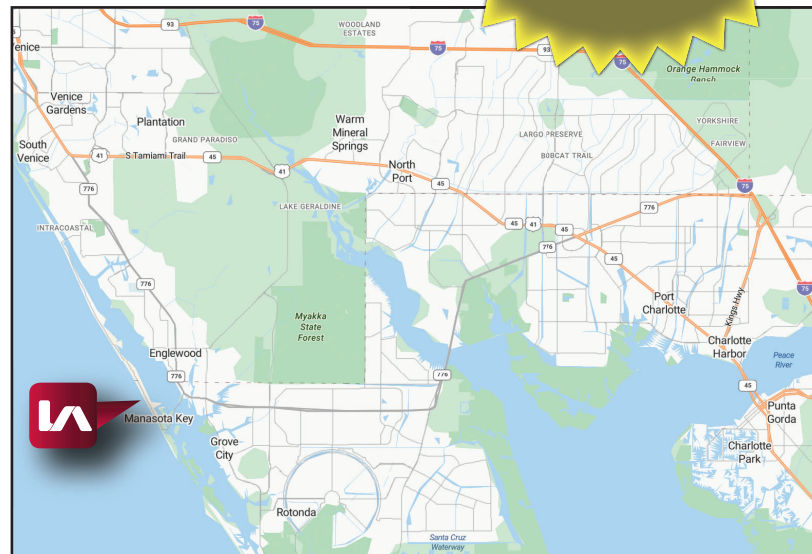 WOODLAND
ESTATES
93
75
75
93
75
enice
Orange Hammock
Ranch
Venice
Gardens
Plantation
Warm
Mineral
Springs
YORKSHIRE
LARGO PRESERVE
FAIRVIEW
GRAND PARADISO
South
Venice
41
S Tamiami Trail
45
BOBCAT TRAIL
41
North
Port
45
776
75
LAKE GERALDINE
776
INTRACOASTAL
45
41
45
776
45
776
75
Port
Charlotte
Kings Hwy
Myakka
State
Forest
Charlotte
Harbor
Englewood
Peace
River
776
776
45
Manasota Key
Punta
Gorda
Grove
City
Charlotte
Park
Rotonda
Santa Cruz
Waterway